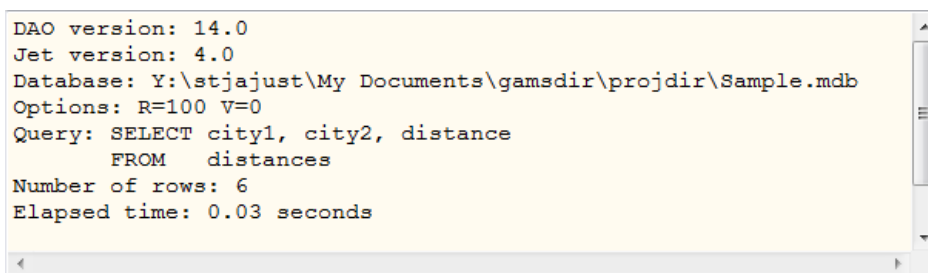 DAO version: 14.0
Jet version: 4.0
Database: Y:\stjajust\My Documents\gamsdir\projdir\Sample.mdb
Options: R=100 V=0
Query: SELECT city1, city2, distance
       FROM   distances
Number of rows: 6
Elapsed time: 0.03 seconds